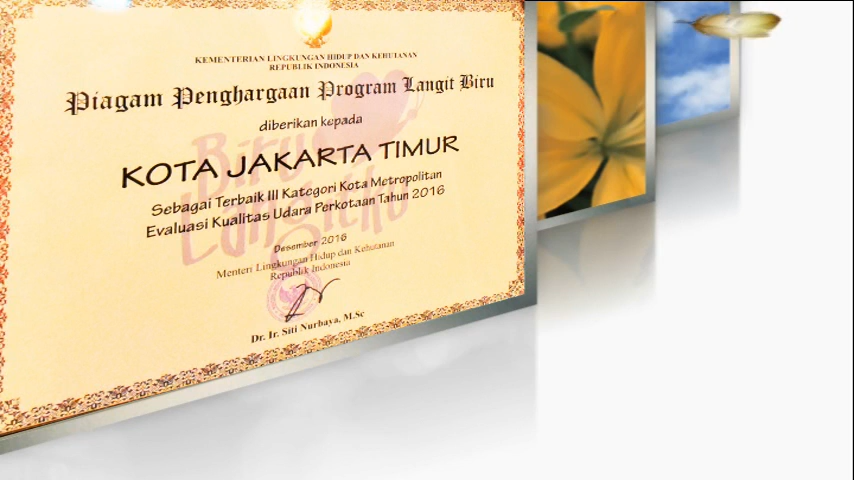 KEMENTERIAN LINGKUNGAN HIDUP DAN KEHUTANAN
REPUBLIK INDONESIA
Piagam Penghargaan Program Langit Biru
diberikan kepada
KOTA JAKARTA TIMUR
Sebagai Terbaik III Kategori Kota Metropolitan
Evaluasi Kualitas Udara Perkotaan Tahun 2016
Desember 2016
Menteri Lingkungan Hidup dan Kehutanan
Republik Indonesia
Dr. Ir. Siti Nurbaya, M.Sc
Biru
Langitku